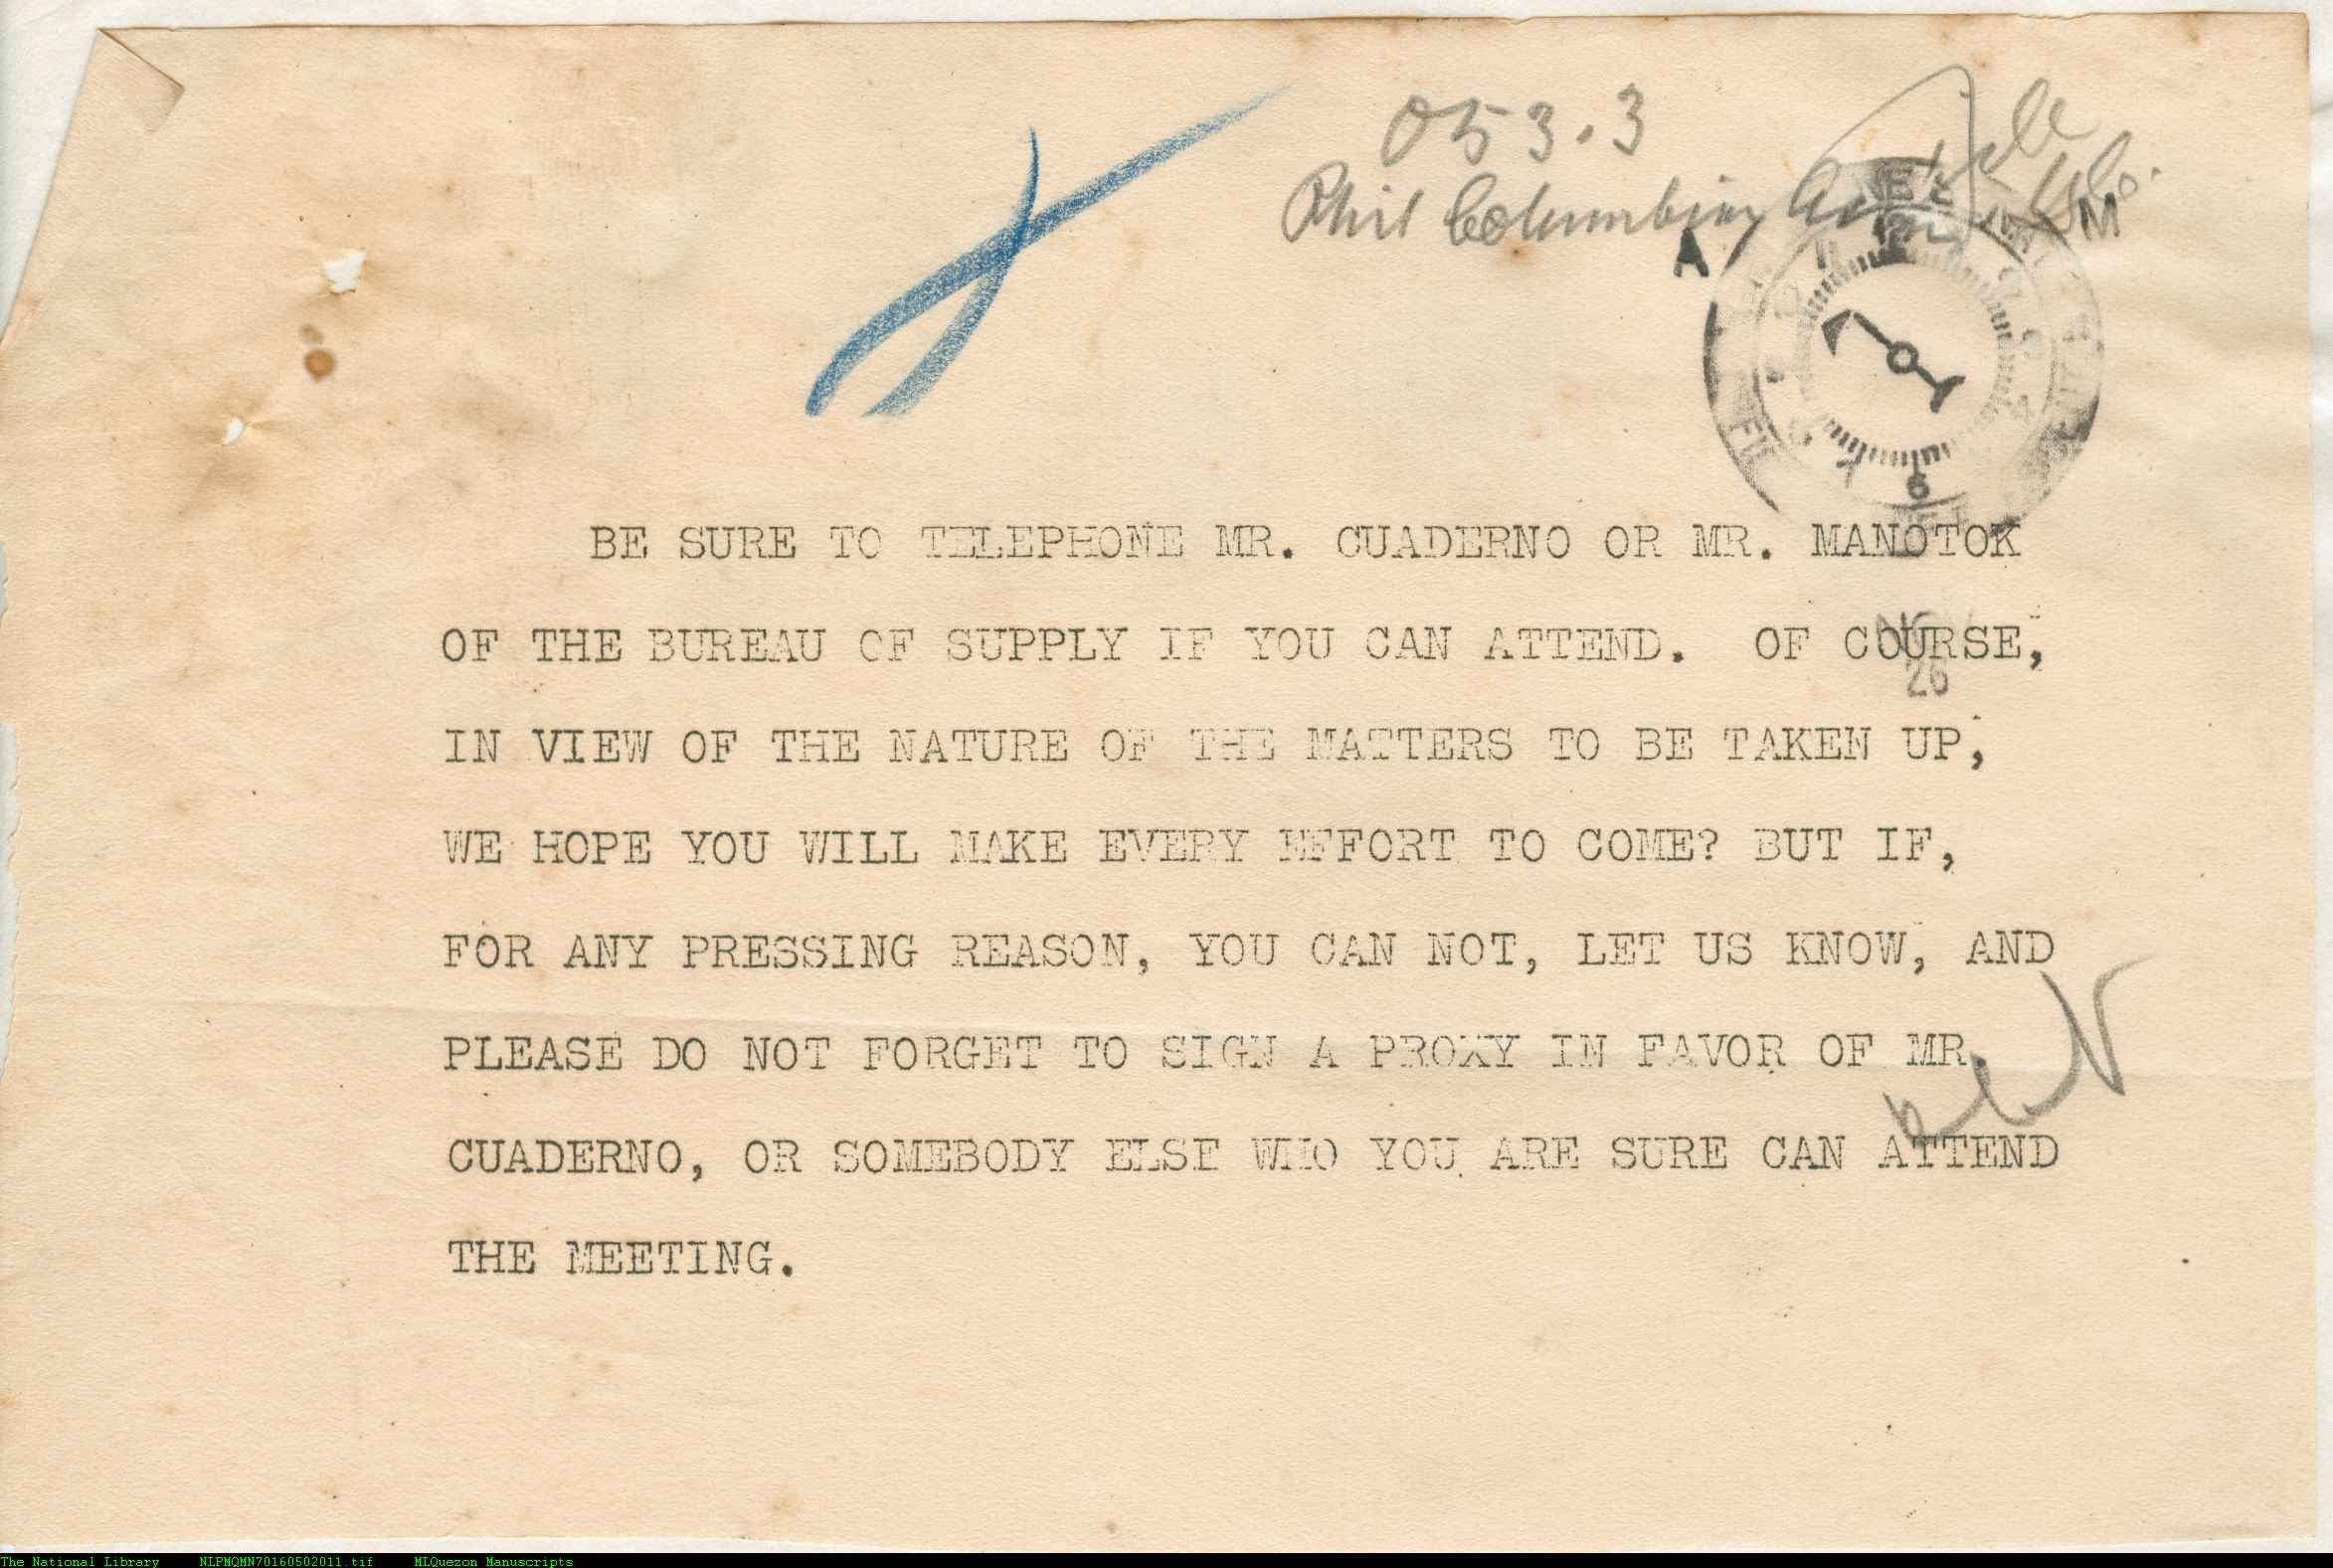 053.3
Phil Columbian
A M
6
BE SURE TO TELEPHONE MR. CUADERNO OR MR. MANOTOK
OF THE BUREAU OF SUPPLY IF YOU CAN ATTEND. OF COURSE,
26
IN VIEW OF THE NATURE OF THE MATTERS TO BE TAKEN UP,
WE HOPE YOU WILL MAKE EVERY EFFORT TO COME? BUT IF,
FOR ANY PRESSING REASON, YOU CAN NOT, LET US KNOW, AND
PLEASE DO NOT FORGET TO SIGN A PROXY IN FAVOR OF MR.
CUADERNO, OR SOMEBODY ELSE WHO YOU ARE SURE CAN ATTEND
THE MEETING.
The National Library NLPMQMN70160502011.tif MLQuezon Manuscripts